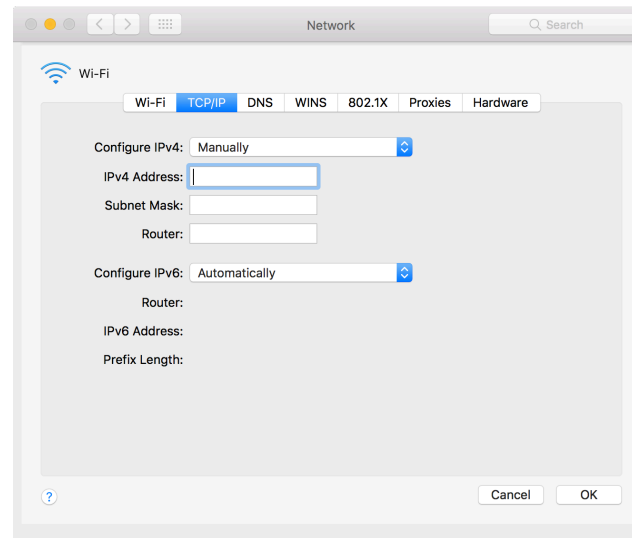 Network
Search
Wi-Fi
Wi-Fi TCP/IP DNS WINS 802.1X Proxies Hardware
Configure IPv4: Manually
IPv4 Address:
Subnet Mask:
Router:
Configure IPv6: Automatically
Router:
IPv6 Address:
Prefix Length:
? Cancel OK